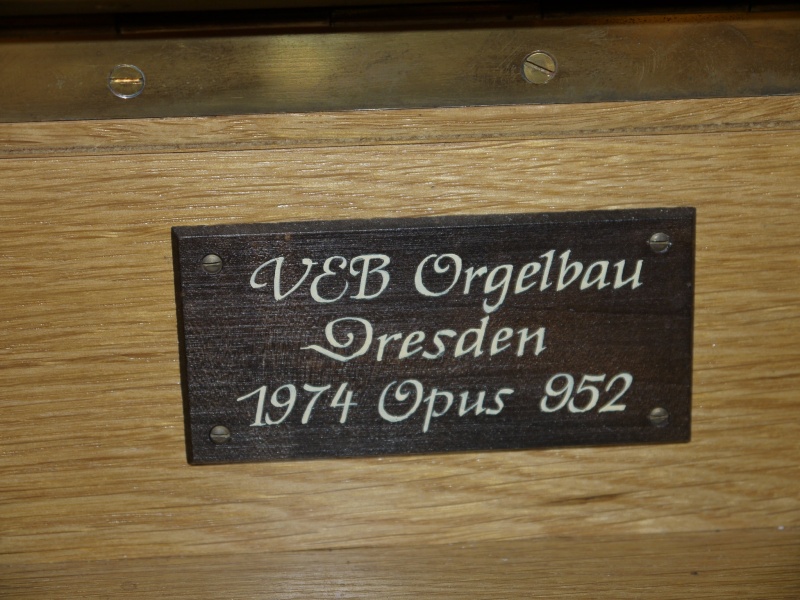 VEB Orgelbau
Dresden
1974 Opus 952